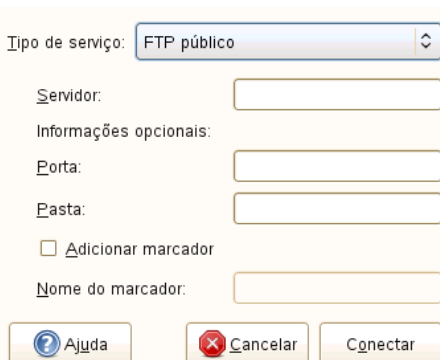 Tipo de serviço: FTP público
Servidor:
Informações opcionais:
Porta:
Pasta:
Adicionar marcador
Nome do marcador:
Ajuda Cancelar Conectar